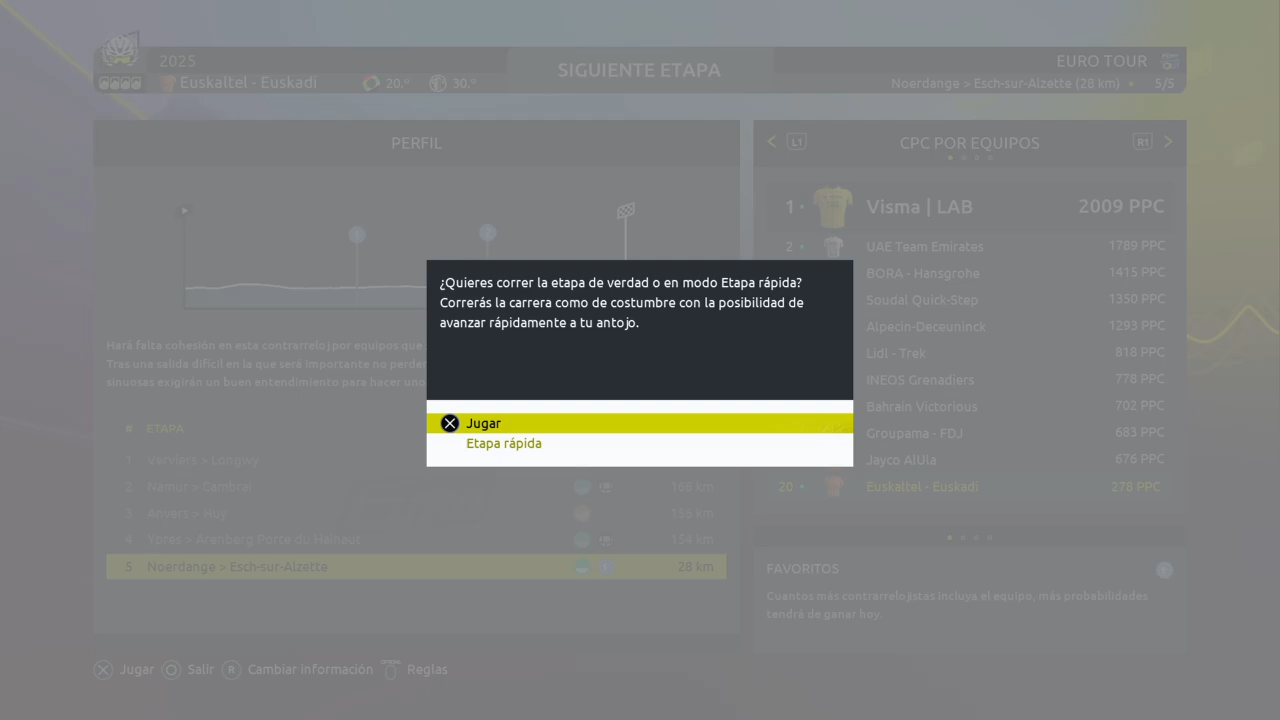 2025
Euskaltel - Euskadi
20.º
30.º
SIGUIENTE ETAPA
EURO TOUR
Noerdange > Esch-sur-Alzette (28 km)
5/5
PERFIL
Hará falta cohesión en esta contrarreloj por equipos que
Tras una salida difícil en la que será importante no perder
sinuosas exigirán un buen entendimiento para hacer uno
# ETAPA
1 Verviers > Longwy
2 Namur > Cambrai 168 km
3 Anvers > Huy 156 km
4 Ypres > Arenberg Porte du Hainaut 154 km
5 Noerdange > Esch-sur-Alzette 28 km
L1
CPC POR EQUIPOS
R1
1 Visma | LAB 2009 PPC
2 UAE Team Emirates 1789 PPC
BORA - Hansgrohe 1415 PPC
Soudal Quick-Step 1350 PPC
Alpecin-Deceuninck 1293 PPC
Lidl - Trek 818 PPC
INEOS Grenadiers 778 PPC
Bahrain Victorious 702 PPC
Groupama - FDJ 683 PPC
Jayco AlUla 676 PPC
20 Euskaltel - Euskadi 278 PPC
FAVORITOS
Cuantos más contrarrelojistas incluya el equipo, más probabilidades
tendrá de ganar hoy.
¿Quieres correr la etapa de verdad o en modo Etapa rápida?
Correrás la carrera como de costumbre con la posibilidad de
avanzar rápidamente a tu antojo.
Jugar
Etapa rápida
Jugar
Salir
R
Cambiar información
OPTIONS
Reglas